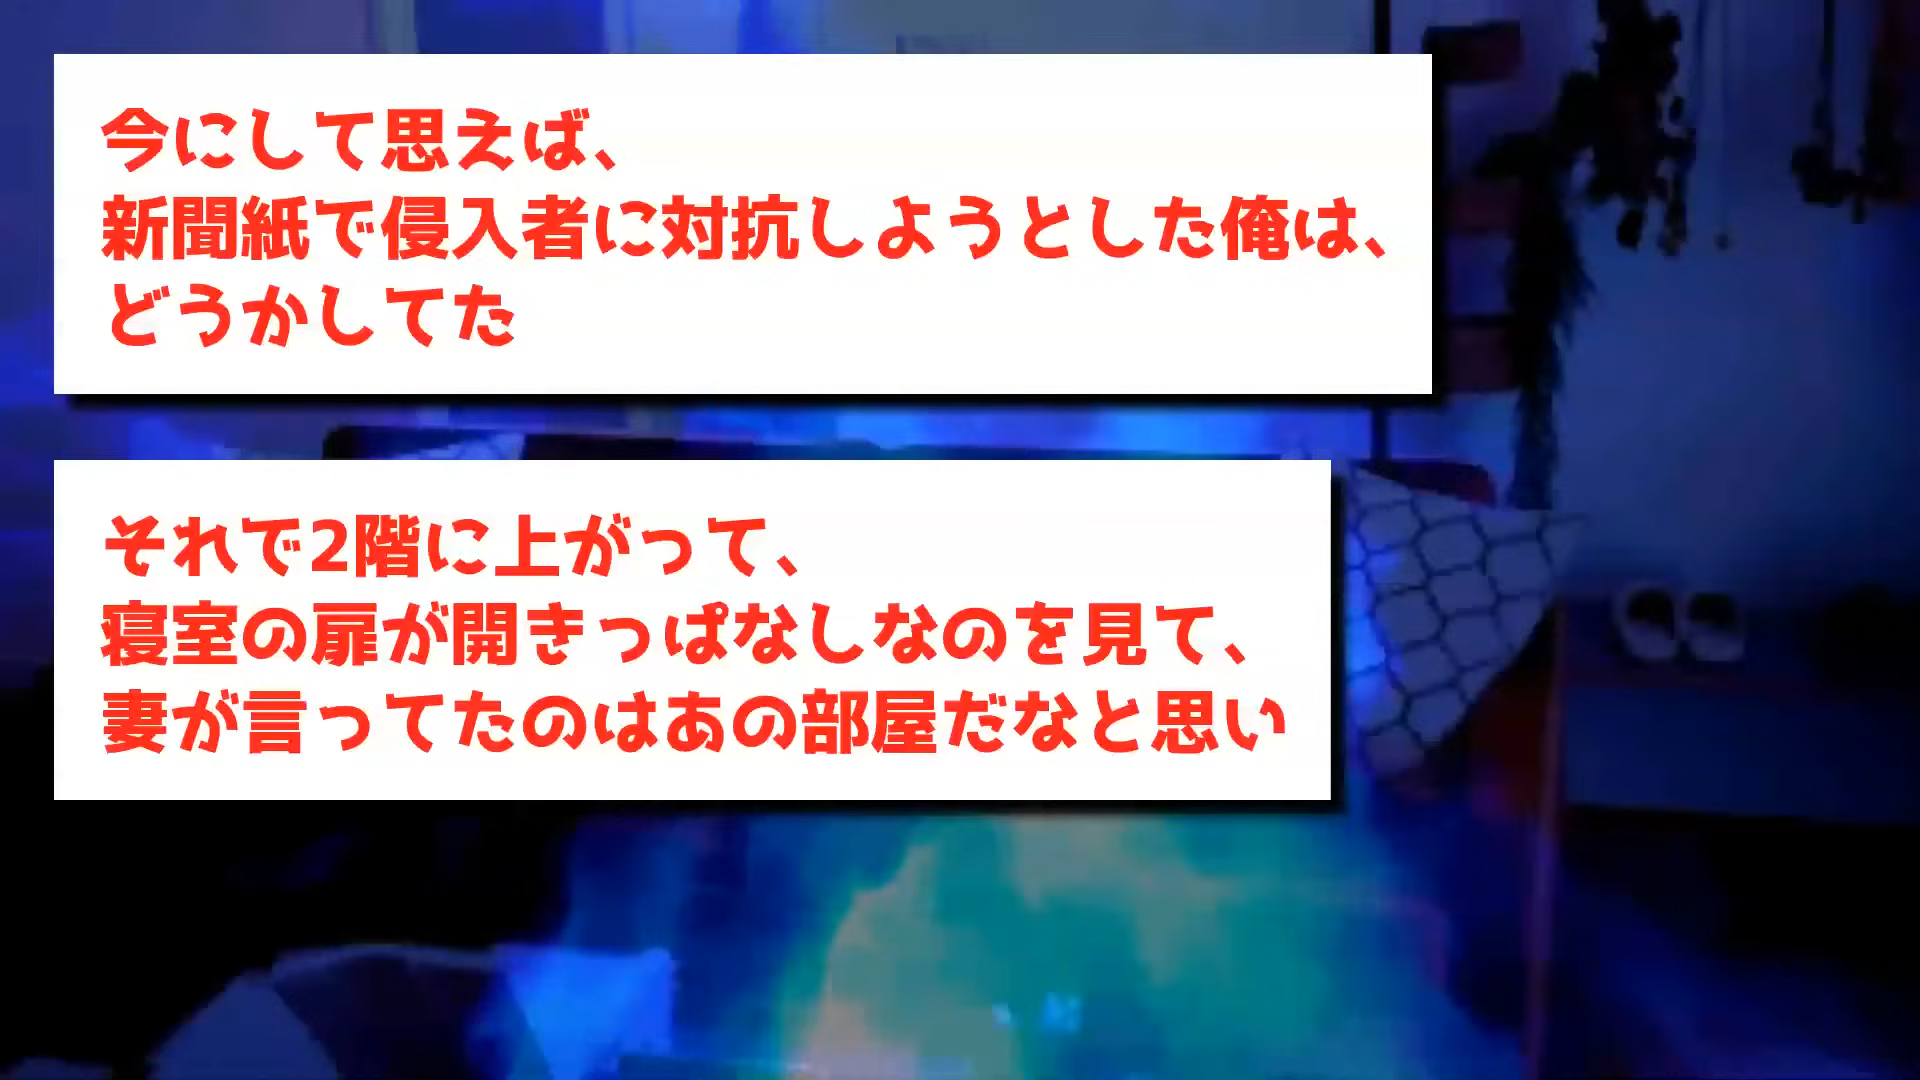 今にして思えば、
新聞紙で侵入者に対抗しようとした俺は、
どうかしてた
それで2階に上がって、
寝室の扉が開きっぱなしなのを見て、
妻が言ってたのはあの部屋だなと思い